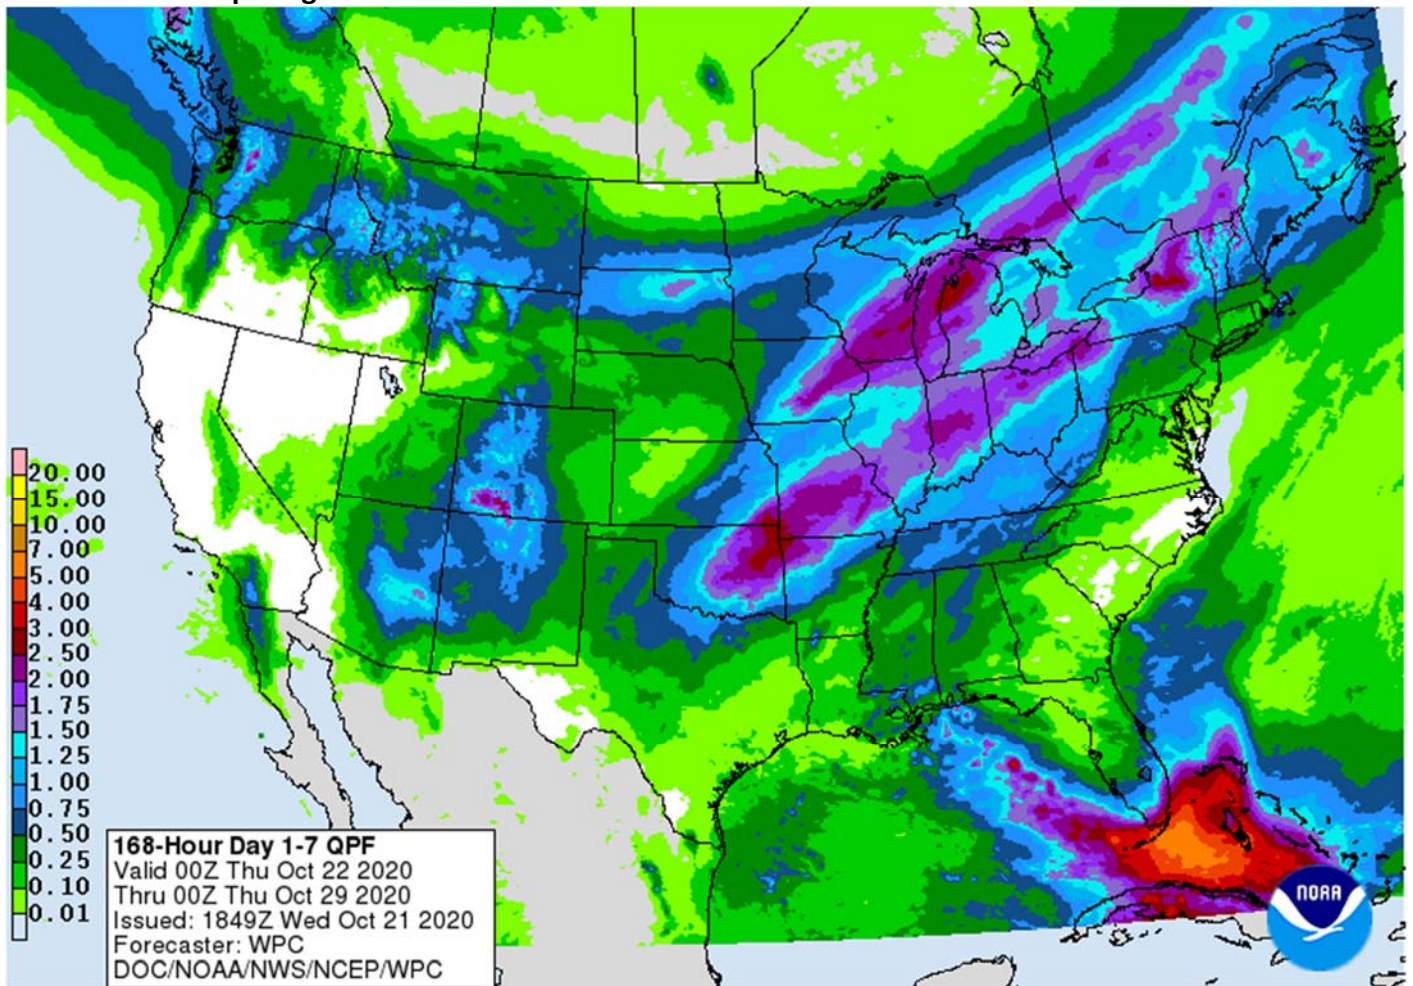 20.00
15.00
10.00
7.00
5.00
4.00
3.00
2.50
2.00
1.75
1.50
1.25
1.00
0.75
0.50
0.25
0.10
0.01
168-Hour Day 1-7 QPF
Valid 00Z Thu Oct 22 2020
Thru 00Z Thu Oct 29 2020
Issued: 1849Z Wed Oct 21 2020
Forecaster: WPC
DOC/NOAA/NWS/NCEP/WPC
NOAA